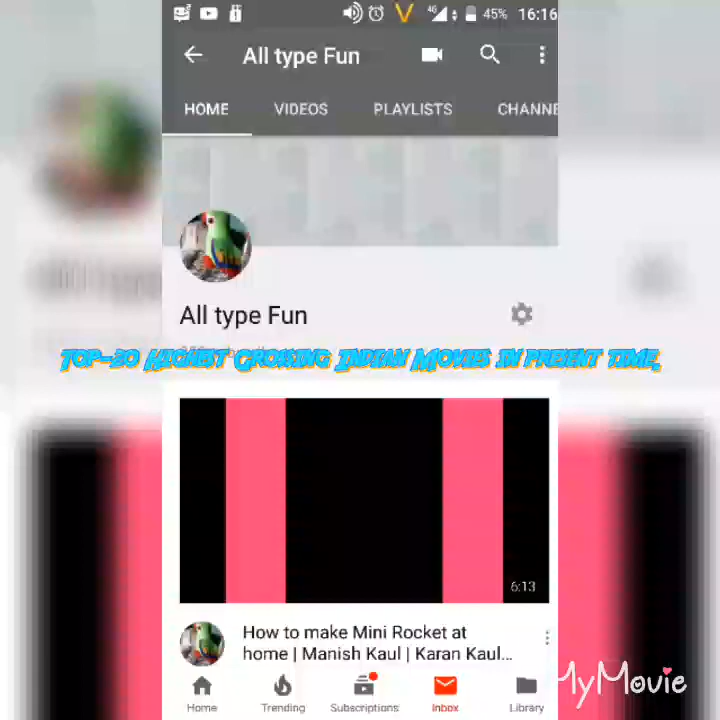 4G 45% 16:16
All type Fun
HOME VIDEOS PLAYLISTS CHANNE
All type Fun
Top-20 Highest Grossing Indian Movies in present time.
6:13
How to make Mini Rocket at
home | Manish Kaul | Karan Kaul...
Home Trending Subscriptions Inbox Library
MyMovie